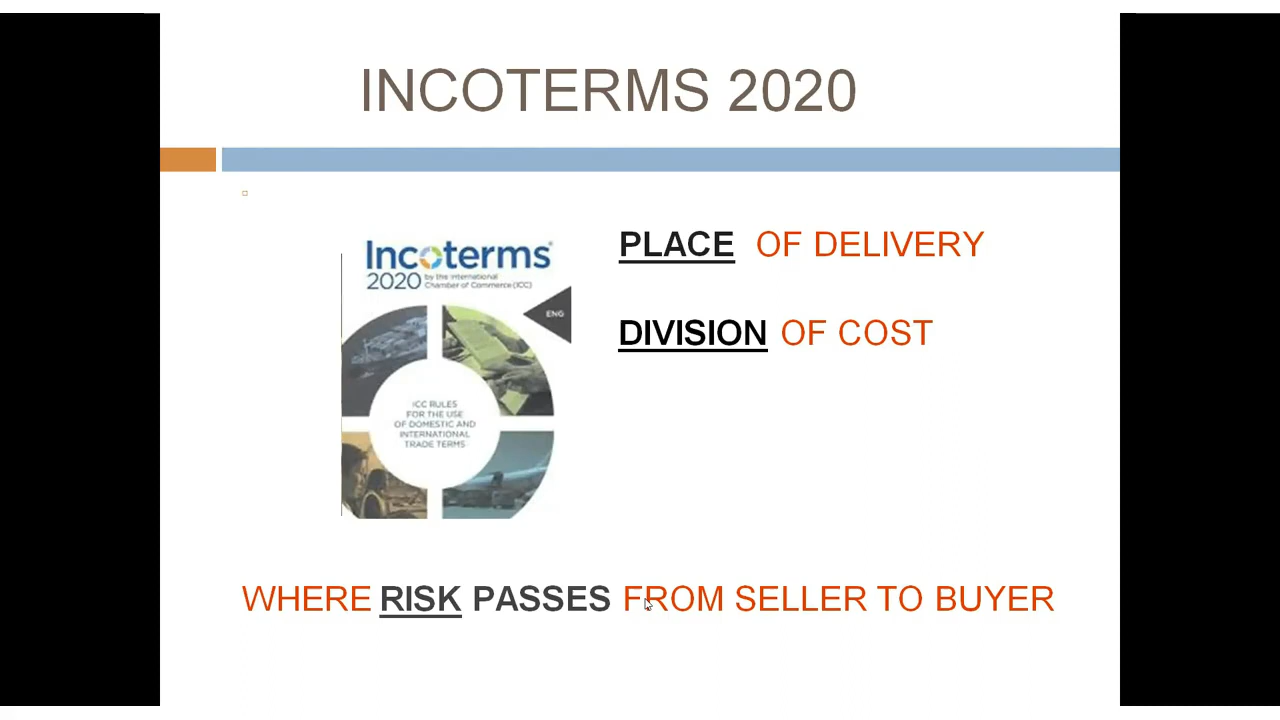 INCOTERMS 2020
PLACE OF DELIVERY
DIVISION OF COST
Incoterms®
2020 by the International
Chamber of Commerce (ICC)
ENG
ICC RULES
FOR THE USE
OF DOMESTIC AND
INTERNATIONAL
TRADE TERMS
WHERE RISK PASSES FROM SELLER TO BUYER